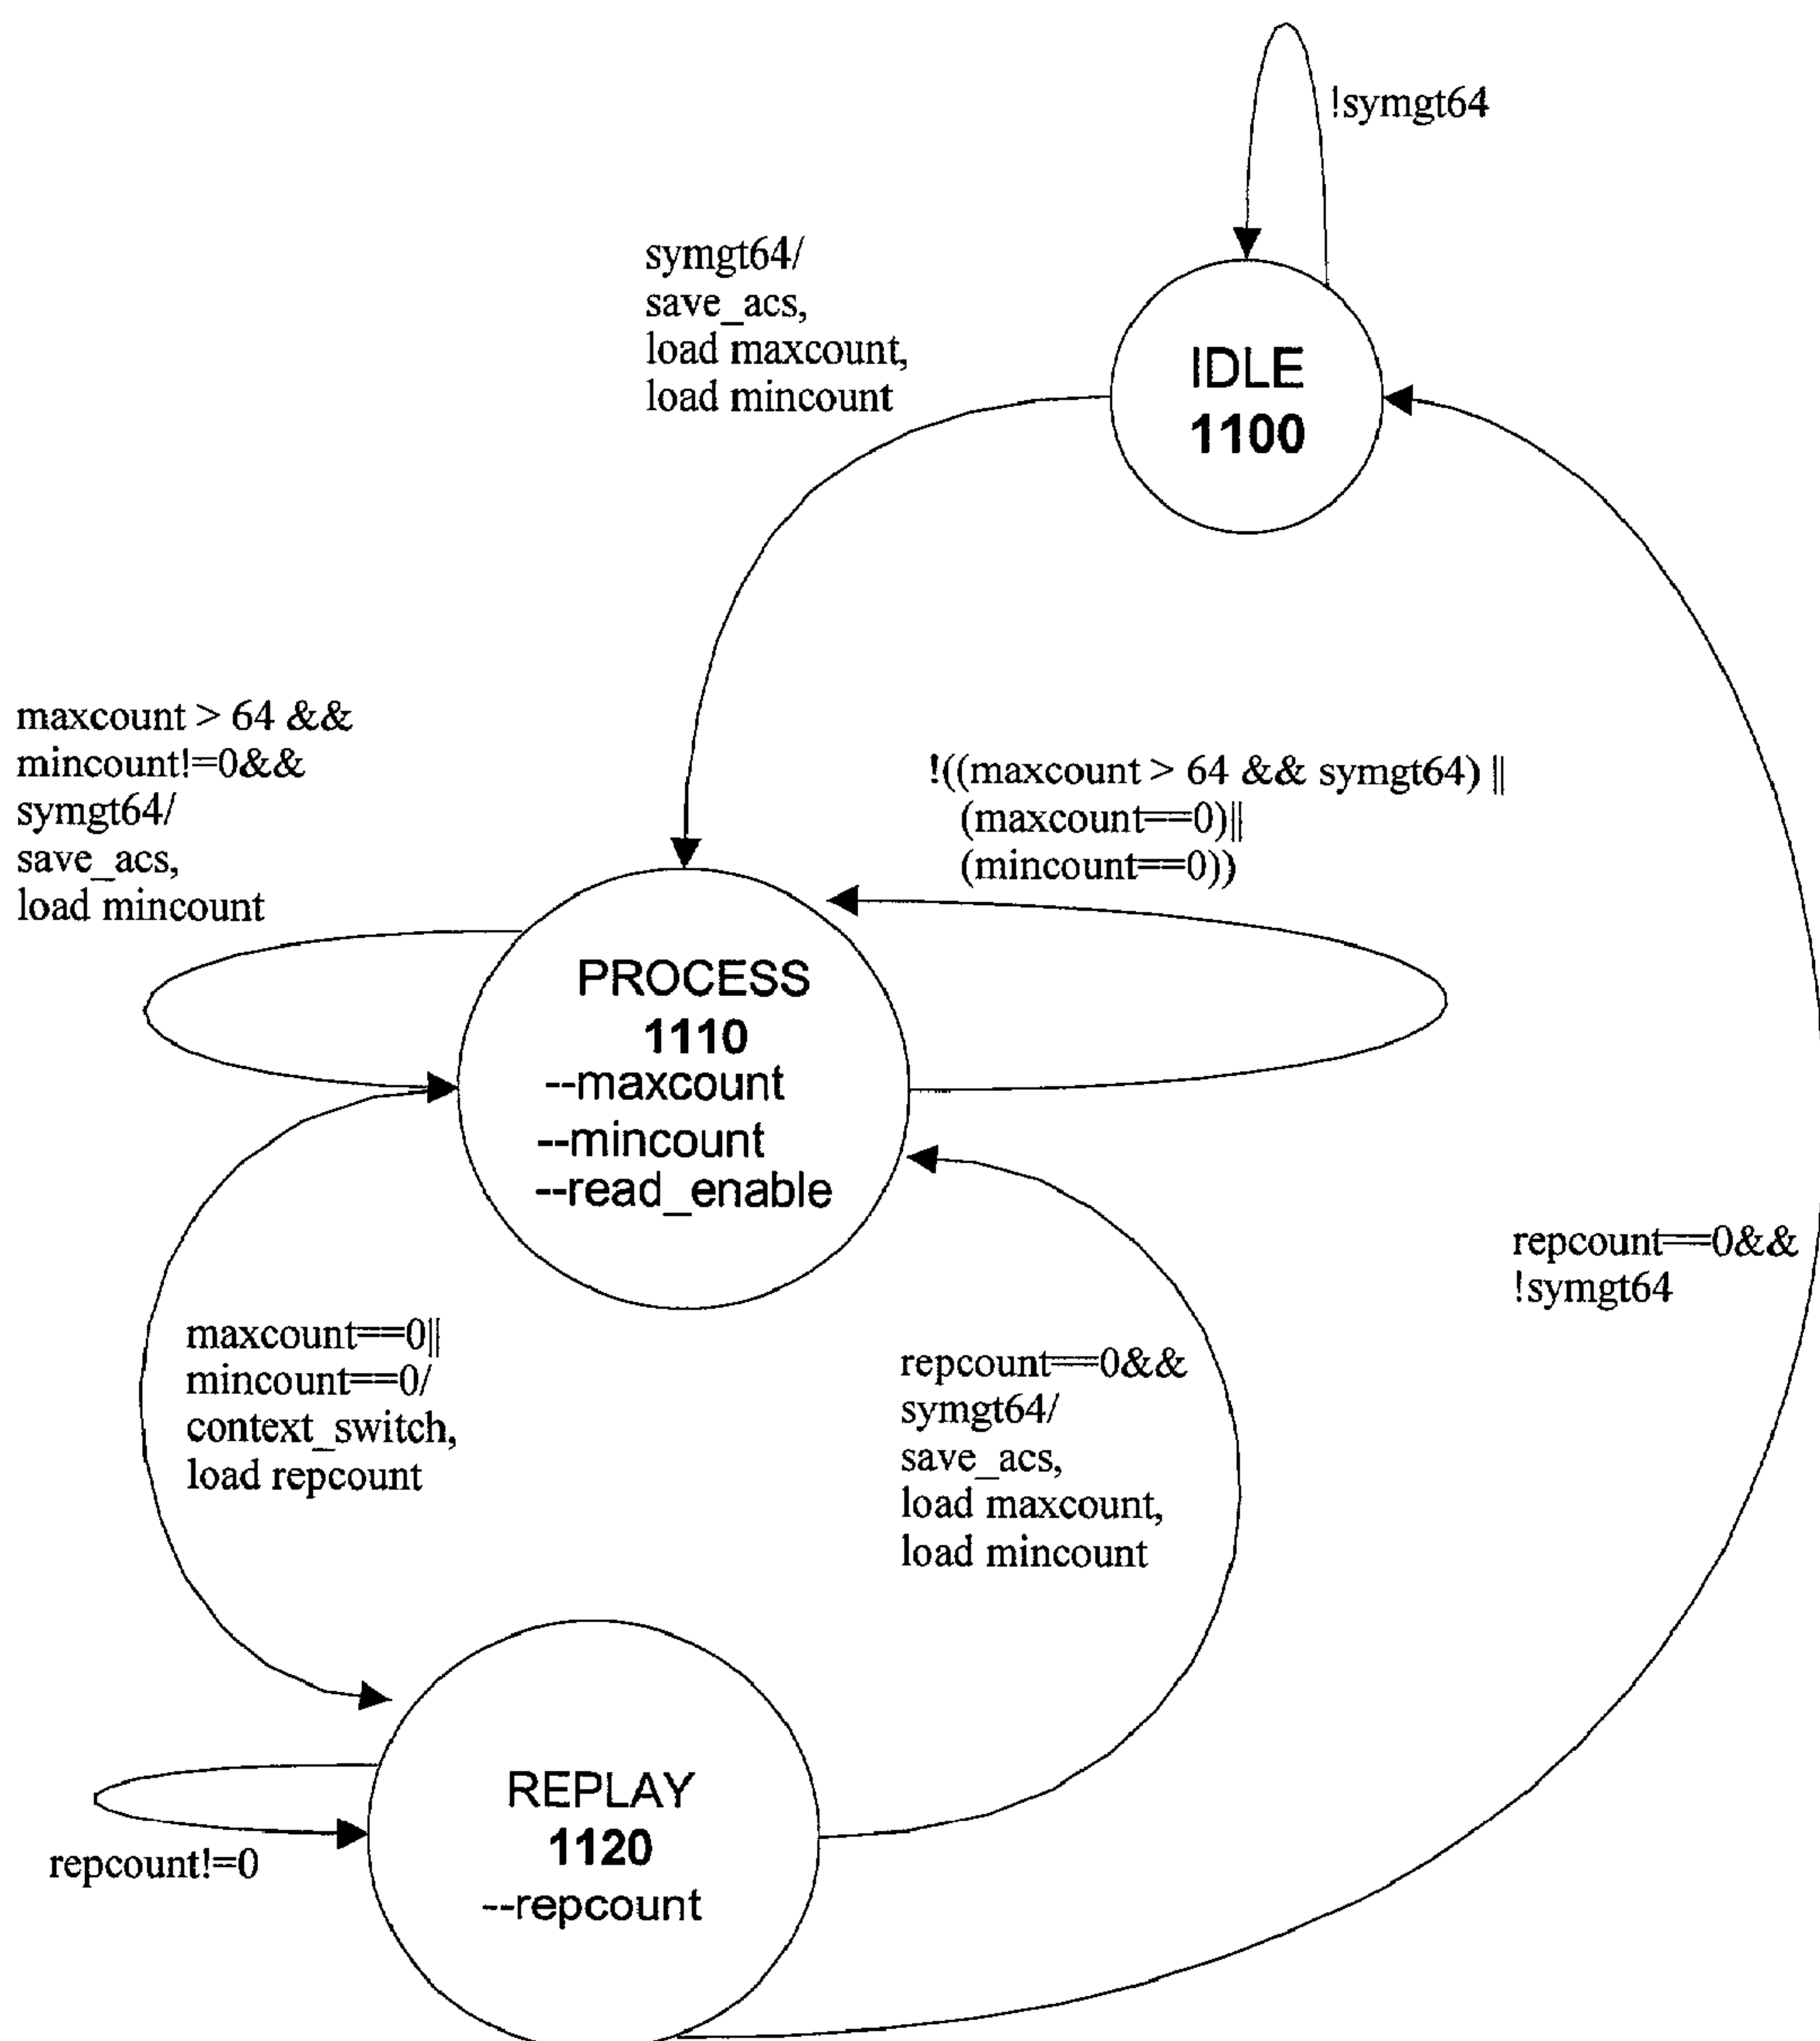 !symgt64
symgt64/
save_acs,
load maxcount,
load mincount
IDLE
1100
maxcount > 64 &&
mincount!=0&&
symgt64/
save_acs,
load mincount
!((maxcount > 64 && symgt64) ||
(maxcount==0)||
(mincount==0))
PROCESS
1110
--maxcount
--mincount
--read_enable
repcount==0&&
!symgt64
maxcount==0||
mincount==0/
context_switch,
load repcount
repcount==0&&
symgt64/
save_acs,
load maxcount,
load mincount
REPLAY
1120
--repcount
repcount!=0